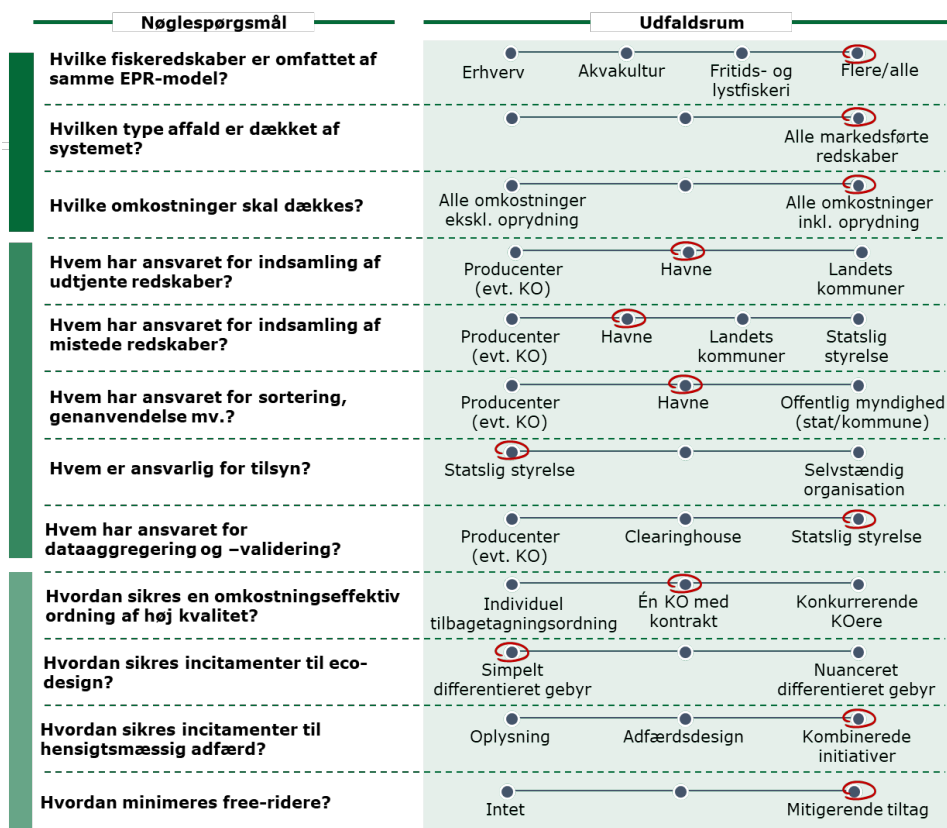 Nøglespørgsmål
Udfaldsrum
Hvilke fiskeredskaber er omfattet af
samme EPR-model?
Erhverv
Akvakultur
Fritids- og
lystfiskeri
Flere/alle
Hvilken type affald er dækket af
systemet?
Alle markedsførte
redskaber
Hvilke omkostninger skal dækkes?
Alle omkostninger
ekskl. oprydning
Alle omkostninger
inkl. oprydning
Hvem har ansvaret for indsamling af
udtjente redskaber?
Producenter
(evt. KO)
Havne
Landets
kommuner
Hvem har ansvaret for indsamling af
mistede redskaber?
Producenter
(evt. KO)
Havne
Landets
kommuner
Statslig
styrelse
Hvem har ansvaret for sortering,
genanvendelse mv.?
Producenter
(evt. KO)
Havne
Offentlig myndighed
(stat/kommune)
Hvem er ansvarlig for tilsyn?
Statslig styrelse
Selvstændig
organisation
Hvem har ansvaret for
dataaggregering og –validering?
Producenter
(evt. KO)
Clearinghouse
Statslig styrelse
Hvordan sikres en omkostningseffektiv
ordning af høj kvalitet?
Individuel
tilbagetagningsordning
Én KO med
kontrakt
Konkurrerende
KOere
Hvordan sikres incitamenter til eco-
design?
Simpelt
differentieret gebyr
Nuanceret
differentieret gebyr
Hvordan sikres incitamenter til
hensigtsmæssig adfærd?
Oplysning
Adfærdsdesign
Kombinerede
initiativer
Hvordan minimeres free-ridere?
Intet
Mitigerende tiltag